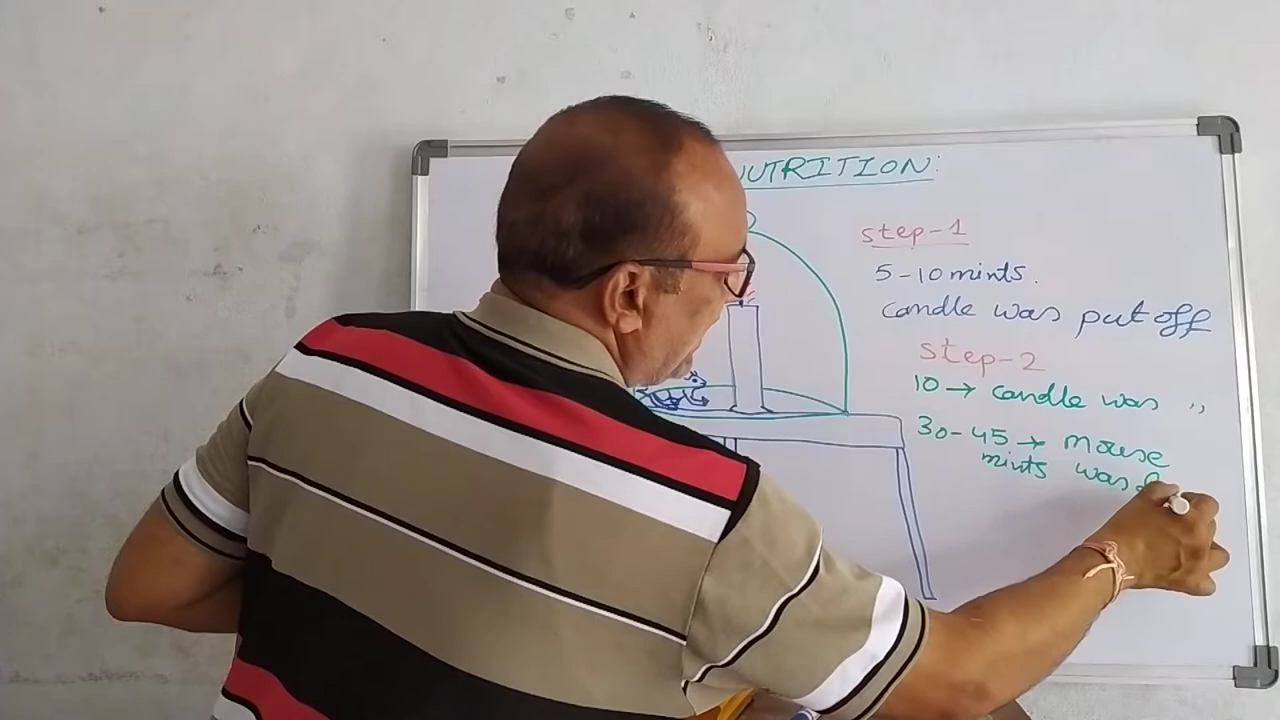 NUTRITION:
step-1
5-10 mints.
Candle was put off
step-2
10 → candle was "
30-45 → mouse
mints was